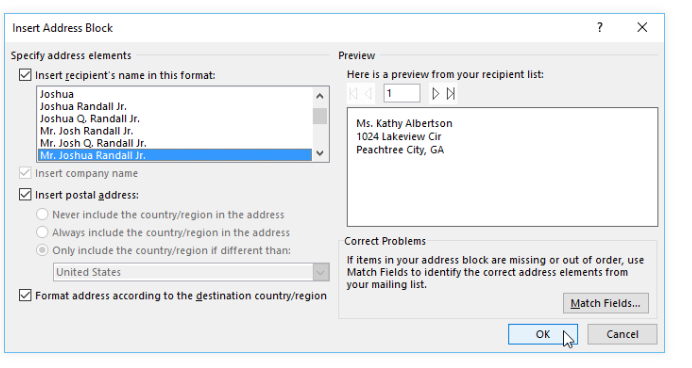 Insert Address Block
Specify address elements
Insert recipient's name in this format:
Joshua
Joshua Randall Jr.
Joshua Q. Randall Jr.
Mr. Josh Randall Jr.
Mr. Josh Q. Randall Jr.
Mr. Joshua Randall Jr.
Insert company name
Insert postal address:
Never include the country/region in the address
Always include the country/region in the address
Only include the country/region if different than:
United States
Format address according to the destination country/region
Preview
Here is a preview from your recipient list:
1
Ms. Kathy Albertson
1024 Lakeview Cir
Peachtree City, GA
Correct Problems
If items in your address block are missing or out of order, use
Match Fields to identify the correct address elements from
your mailing list.
Match Fields...
OK
Cancel